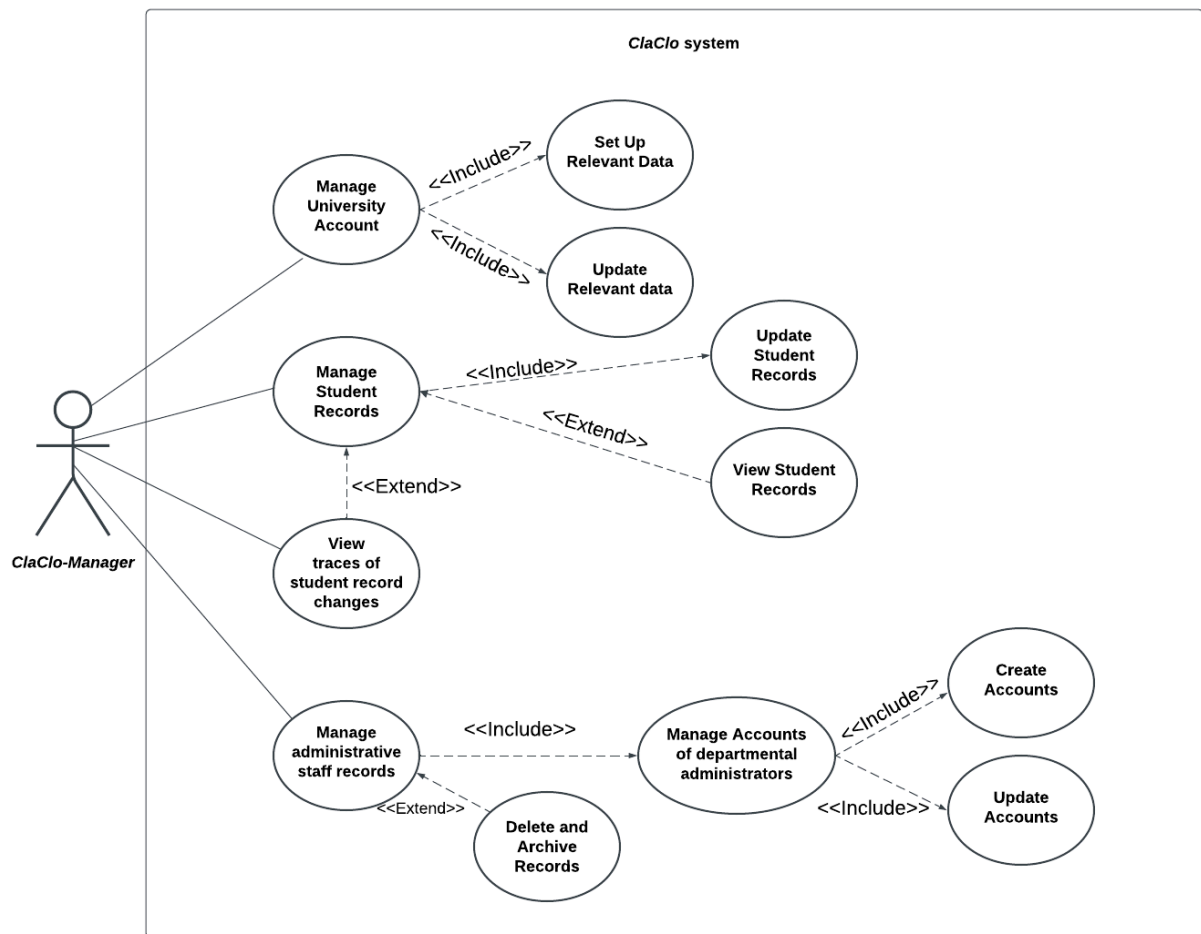 ClaClo system
Set Up
Relevant Data
<<Include>>
Manage
University
Account
<<Include>>
Update
Relevant data
Update
Student
Records
<<Include>>
Manage
Student
Records
<<Extend>>
View Student
Records
<<Extend>>
View
traces of
student record
changes
ClaClo-Manager
Create
Accounts
<<Include>>
Manage
administrative
staff records
<<Include>>
Manage Accounts
of departmental
administrators
<<Include>>
Update
Accounts
<<Extend>>
Delete and
Archive
Records